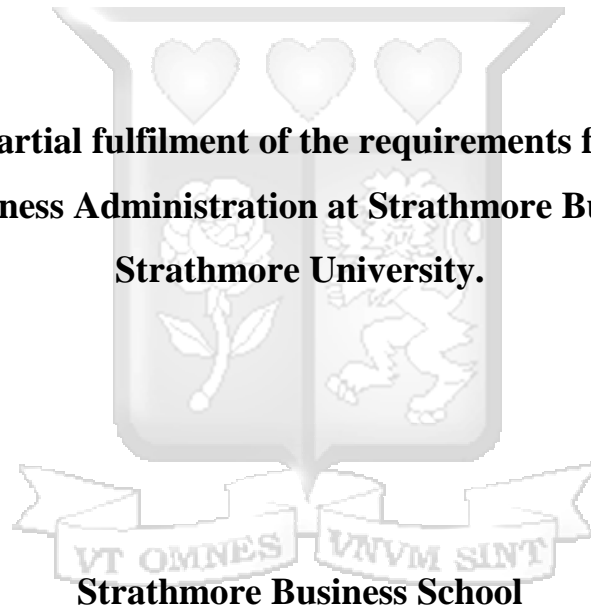 artial fulfilment of the requirements f
ness Administration at Strathmore Bu
Strathmore University.
VT OMNES VNVM SINT
Strathmore Business School